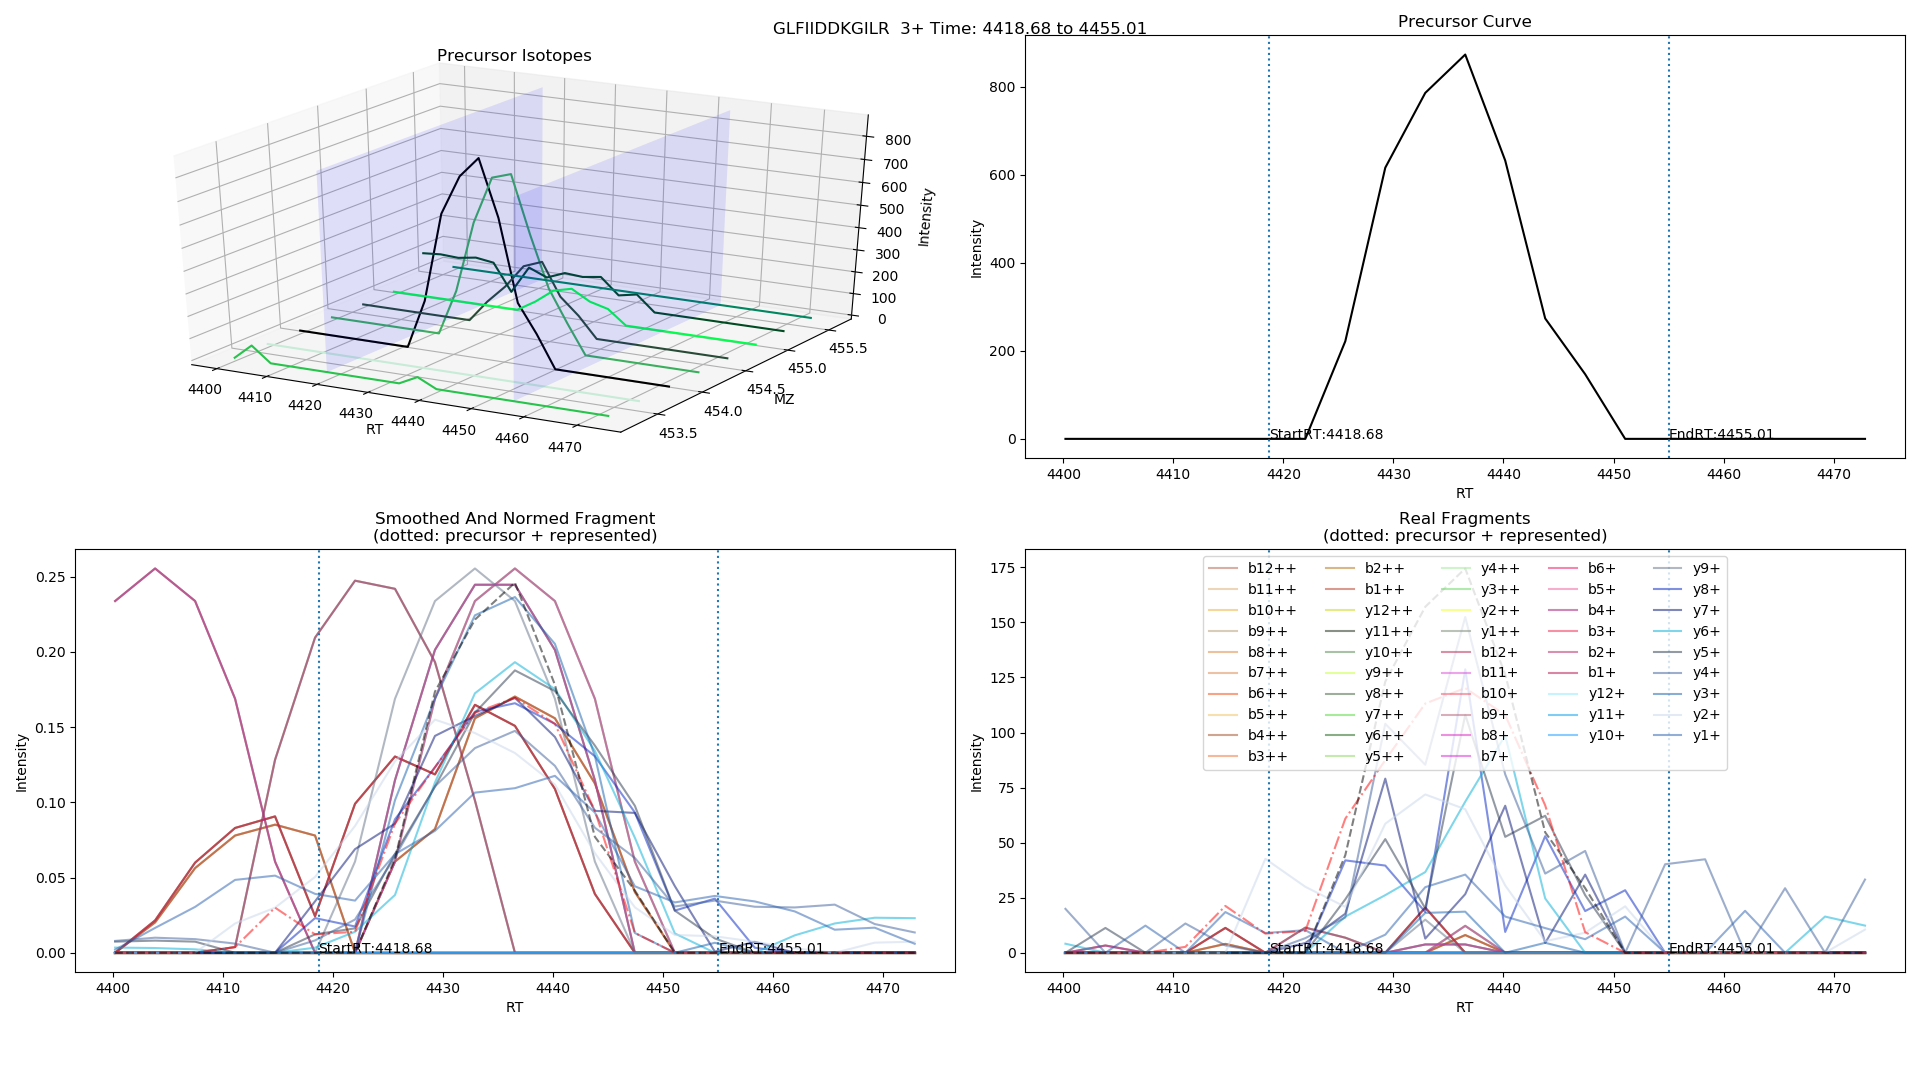 GLFIIDDKGILR  3+ Time: 4418.68 to 4455.01
Precursor Isotopes
800
700
600
500
400
300
200
100
0
Intensity
4400
4410
4420
4430
4440
4450
4460
4470
RT
453.5
454.0
454.5
455.0
455.5
MZ
Precursor Curve
800
600
400
200
0
Intensity
StartRT:4418.68
EndRT:4455.01
4400
4410
4420
4430
4440
4450
4460
4470
RT
Smoothed And Normed Fragment
(dotted: precursor + represented)
0.25
0.20
0.15
0.10
0.05
0.00
Intensity
StartRT:4418.68
EndRT:4455.01
4400
4410
4420
4430
4440
4450
4460
4470
RT
Real Fragments
(dotted: precursor + represented)
175
150
125
100
75
50
25
0
Intensity
b12++
b11++
b10++
b9++
b8++
b7++
b6++
b5++
b4++
b3++
b2++
b1++
y12++
y11++
y10++
y9++
y8++
y7++
y6++
y5++
y4++
y3++
y2++
y1++
b12+
b11+
b10+
b9+
b8+
b7+
b6+
b5+
b4+
b3+
b2+
b1+
y12+
y11+
y10+
y9+
y8+
y7+
y6+
y5+
y4+
y3+
y2+
y1+
StartRT:4418.68
EndRT:4455.01
4400
4410
4420
4430
4440
4450
4460
4470
RT